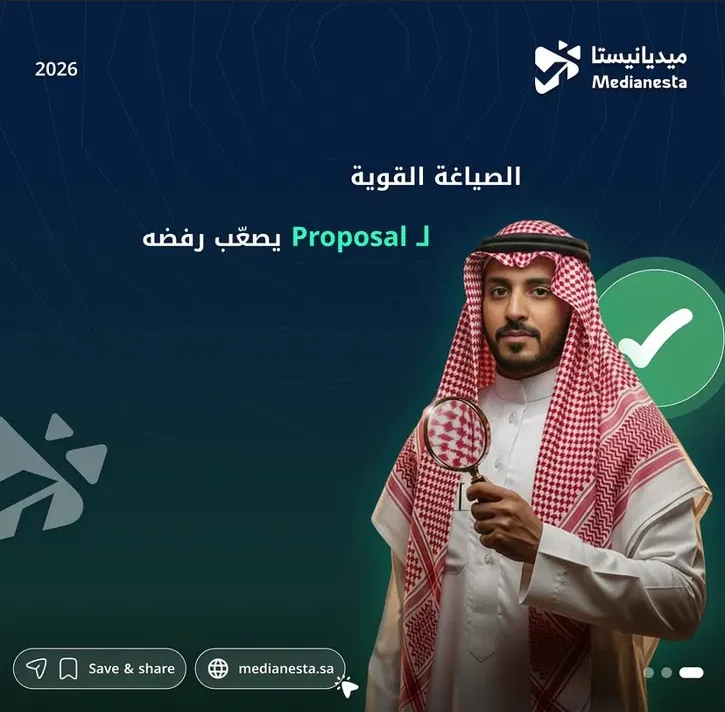 2026
ميديانيستا
Medianesta
الصياغة القوية
لـ Proposal يصعّب رفضه
Save & share
medianesta.sa